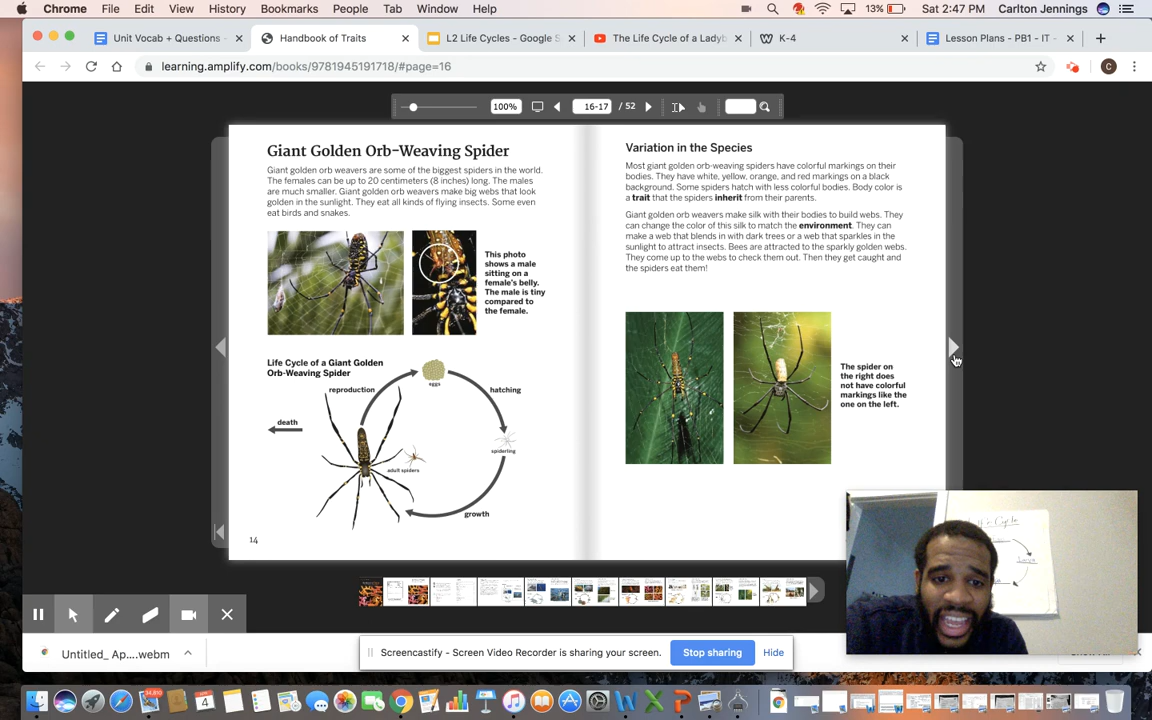 Chrome File Edit View History Bookmarks People Tab Window Help
13% Sat 2:47 PM Carlton Jennings
Unit Vocab + Questions - Handbook of Traits L2 Life Cycles - Google S The Life Cycle of a Ladyb K-4 Lesson Plans - PB1 - IT -
learning.amplify.com/books/9781945191718/#page=16
C
100% 16-17 / 52
Giant Golden Orb-Weaving Spider
Giant golden orb weavers are some of the biggest spiders in the world.
The females can be up to 20 centimeters (8 inches) long. The males
are much smaller. Giant golden orb weavers make big webs that look
golden in the sunlight. They eat all kinds of flying insects. Some even
eat birds and snakes.
This photo
shows a male
sitting on a
female's belly.
The male is tiny
compared to
the female.
Life Cycle of a Giant Golden
Orb-Weaving Spider
reproduction
eggs
hatching
death
spiderling
adult spiders
growth
14
Variation in the Species
Most giant golden orb-weaving spiders have colorful markings on their
bodies. They have white, yellow, orange, and red markings on a black
background. Some spiders hatch with less colorful bodies. Body color is
a trait that the spiders inherit from their parents.
Giant golden orb weavers make silk with their bodies to build webs. They
can change the color of this silk to match the environment. They can
make a web that blends in with dark trees or a web that sparkles in the
sunlight to attract insects. Bees are attracted to the sparkly golden webs.
They come up to the webs to check them out. Then they get caught and
the spiders eat them!
The spider on
the right does
not have colorful
markings like the
one on the left.
Cycle
Untitled_ Ap....webm
Screencastify - Screen Video Recorder is sharing your screen. Stop sharing Hide